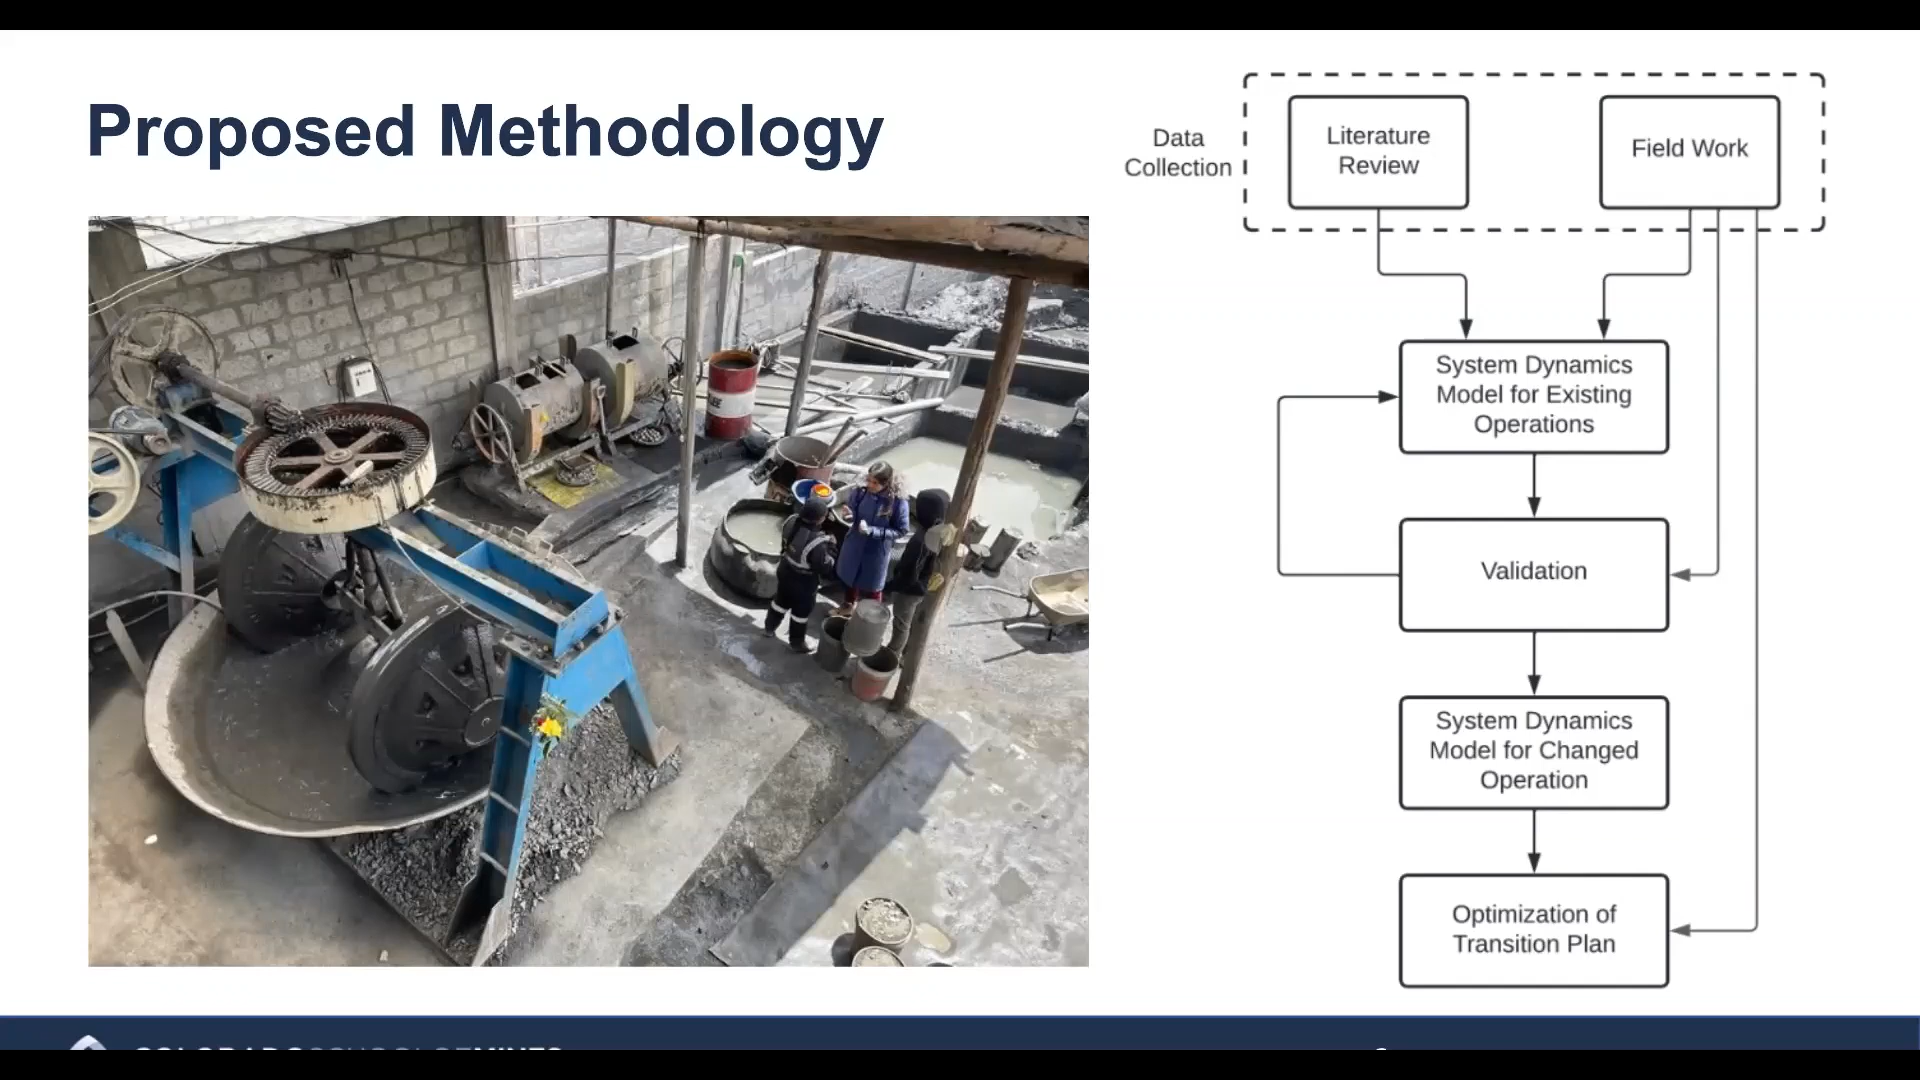 Proposed Methodology
Data
Collection
Literature
Review
Field Work
System Dynamics
Model for Existing
Operations
Validation
System Dynamics
Model for Changed
Operation
Optimization of
Transition Plan
COLORADOSCHOOLOFMINES